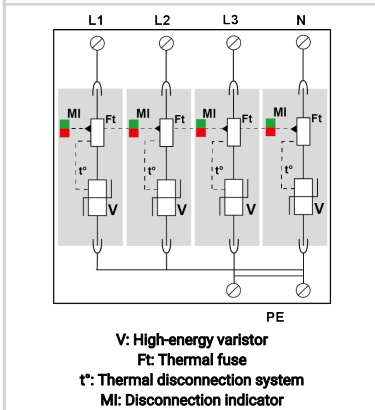 L1 L2 L3 N
MI Ft MI Ft MI Ft MI Ft
t° t° t° t°
V V V V
PE
V: High-energy varistor
Ft: Thermal fuse
t°: Thermal disconnection system
MI: Disconnection indicator